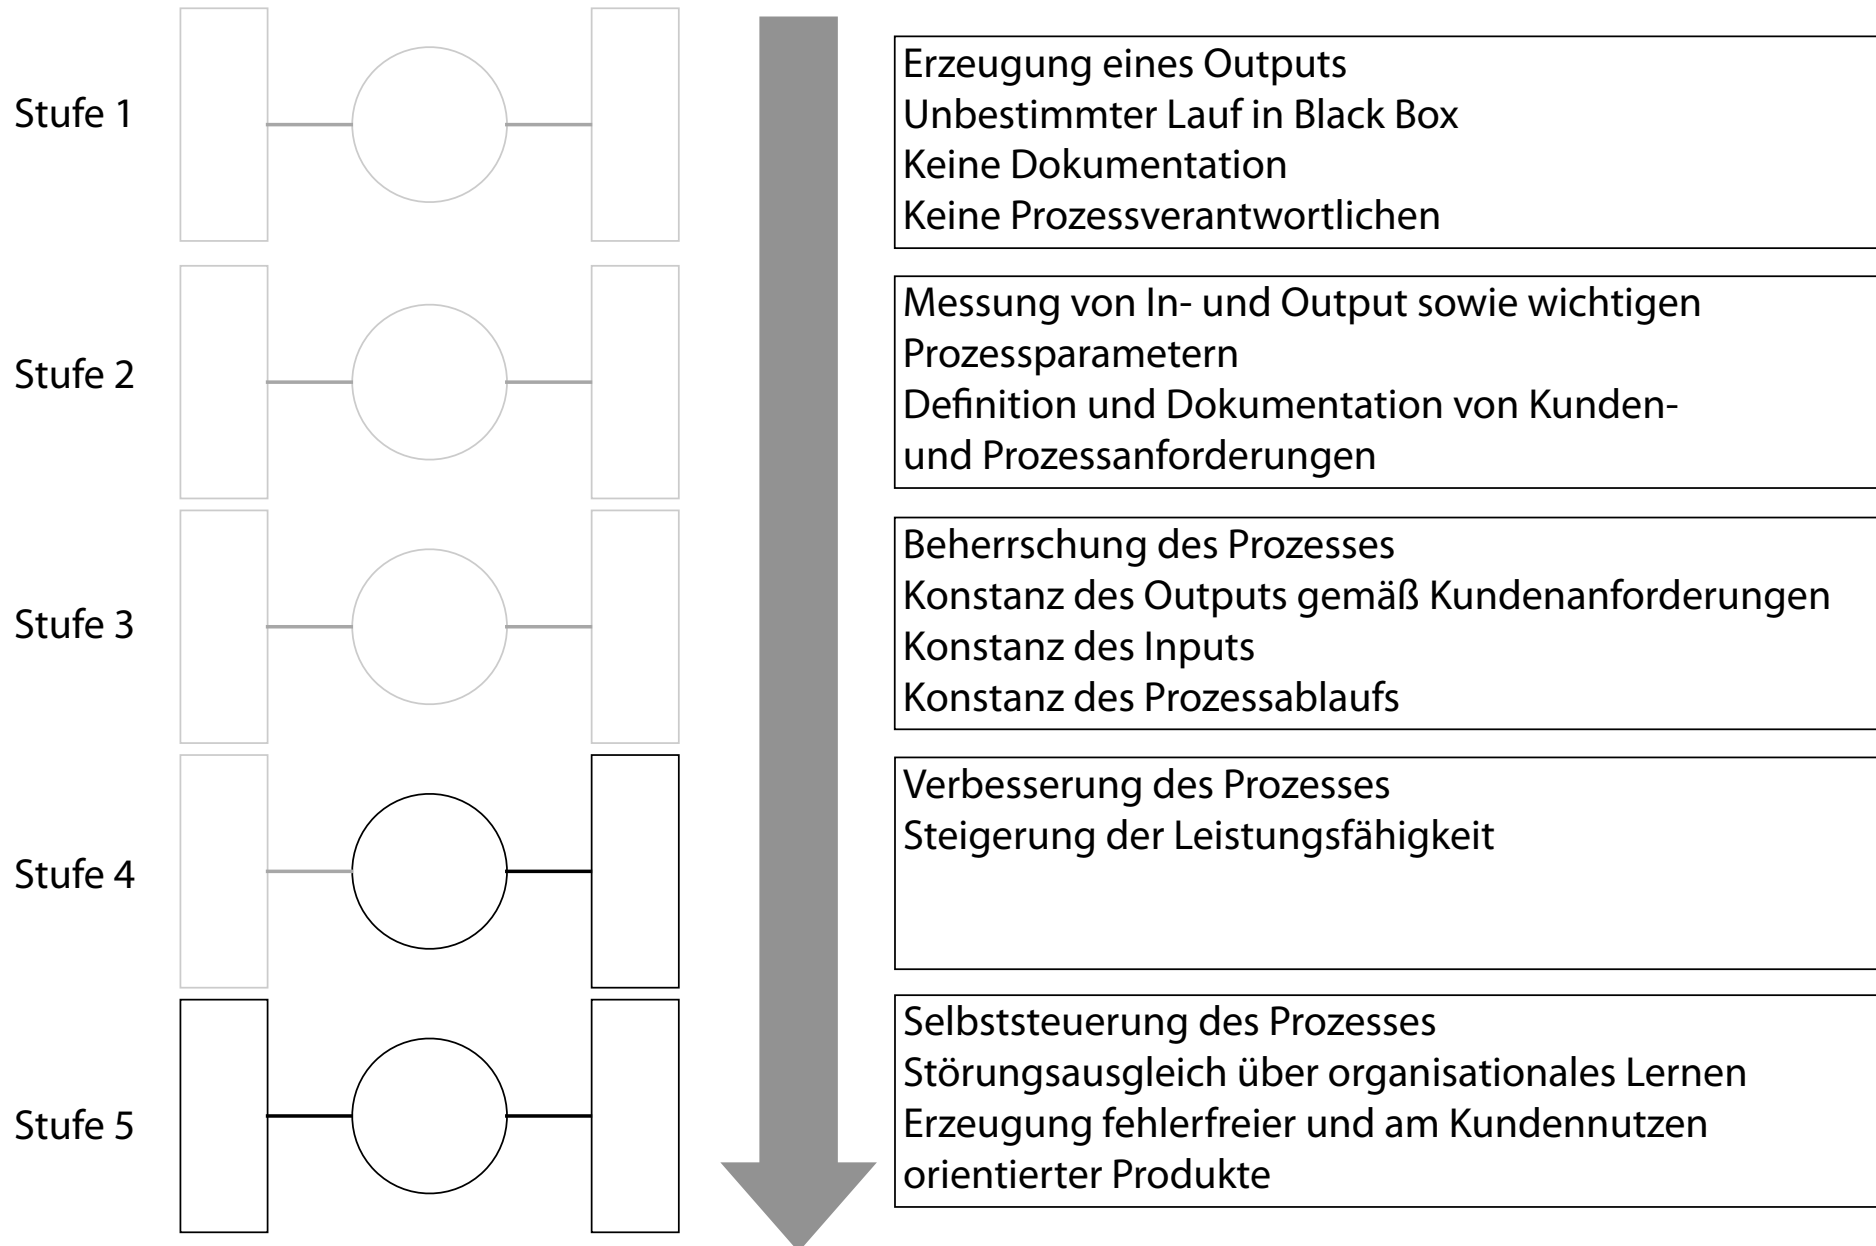 Stufe 1
Erzeugung eines Outputs
Unbestimmter Lauf in Black Box
Keine Dokumentation
Keine Prozessverantwortlichen
Stufe 2
Messung von In- und Output sowie wichtigen
Prozessparametern
Definition und Dokumentation von Kunden-
und Prozessanforderungen
Stufe 3
Beherrschung des Prozesses
Konstanz des Outputs gemäß Kundenanforderungen
Konstanz des Inputs
Konstanz des Prozessablaufs
Stufe 4
Verbesserung des Prozesses
Steigerung der Leistungsfähigkeit
Stufe 5
Selbststeuerung des Prozesses
Störungsausgleich über organisationales Lernen
Erzeugung fehlerfreier und am Kundennutzen
orientierter Produkte